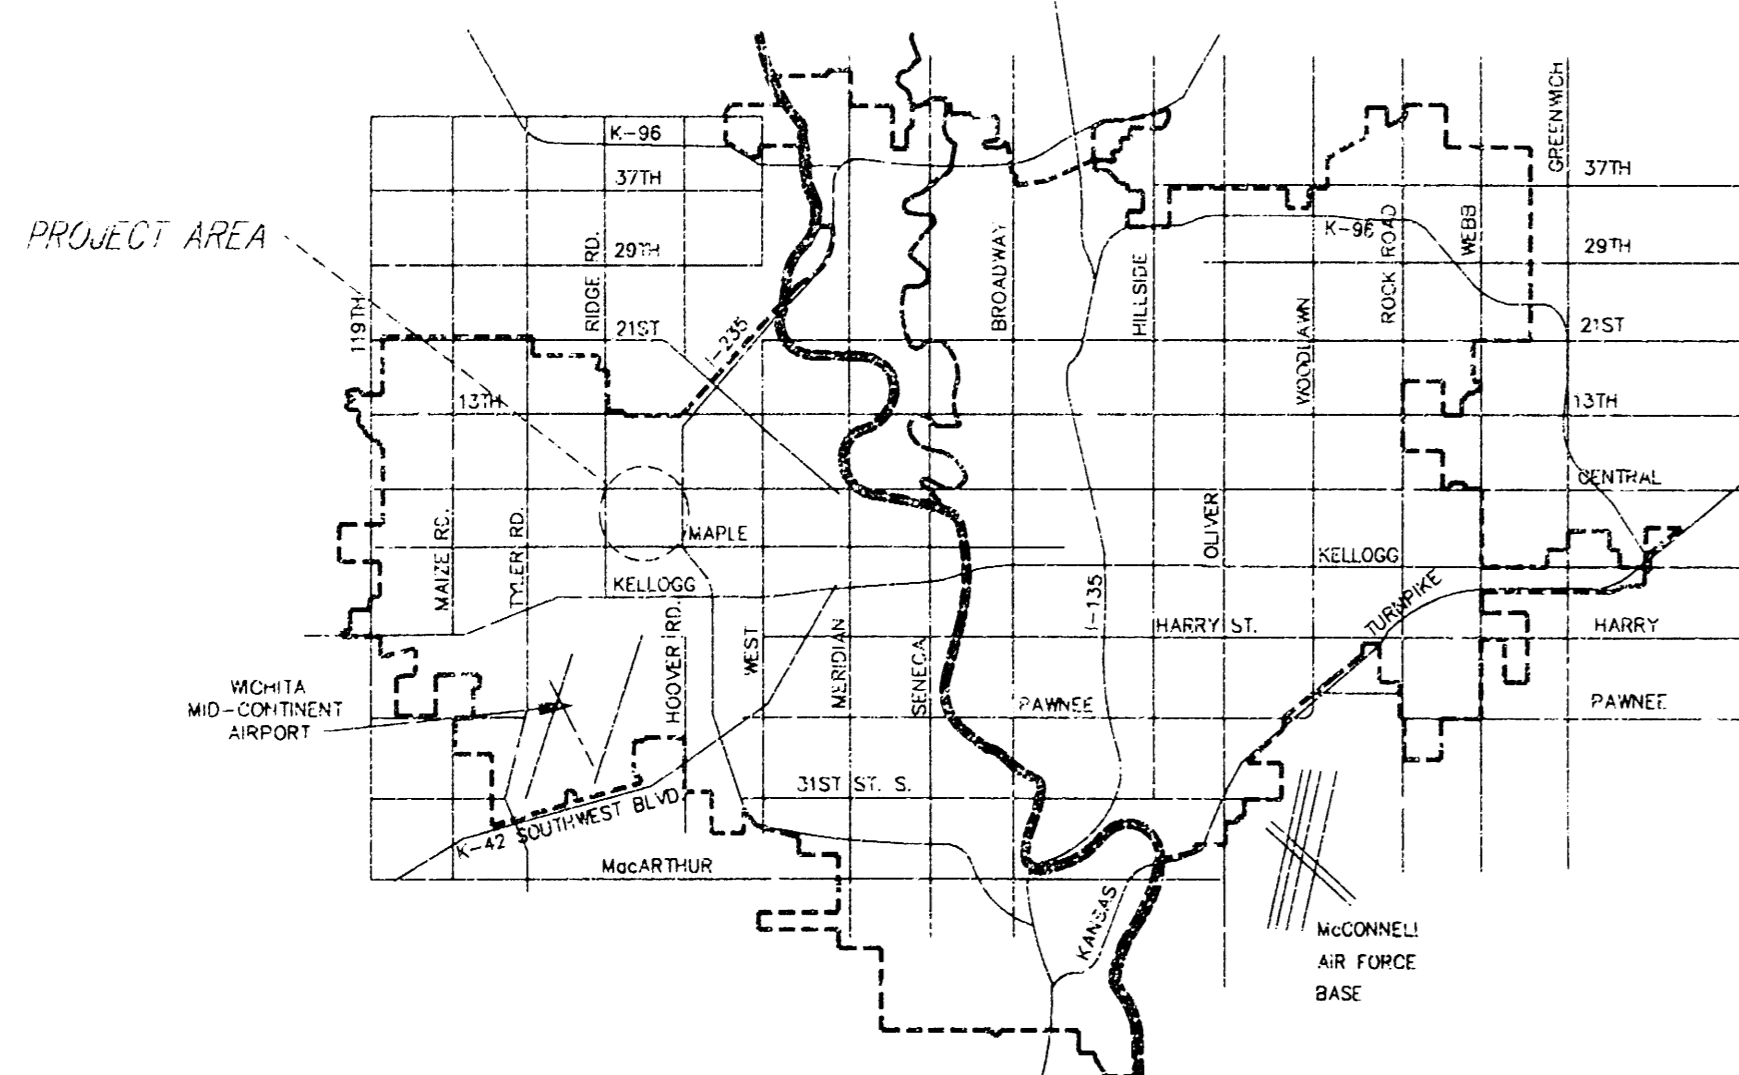 K-96
37TH
GREENWICH
37TH
PROJECT AREA
RIDGE RD.
29TH
BROADWAY
HILLSIDE
K-96
ROCK ROAD
WEBB
29TH
119TH
21ST
I-235
WOODLAWN
21ST
13TH
13TH
CENTRAL
MAIZE RD.
TYLER RD.
MAPLE
OLIVER
KELLOGG
KELLOGG
I-135
TURNPIKE
HOOVER RD.
WEST
MERIDIAN
SENECA
HARRY ST.
HARRY
WICHITA
MID-CONTINENT
AIRPORT
PAWNEE
PAWNEE
31ST ST. S.
K-42 SOUTHWEST BLVD.
MacARTHUR
KANSAS
McCONNELL
AIR FORCE
BASE